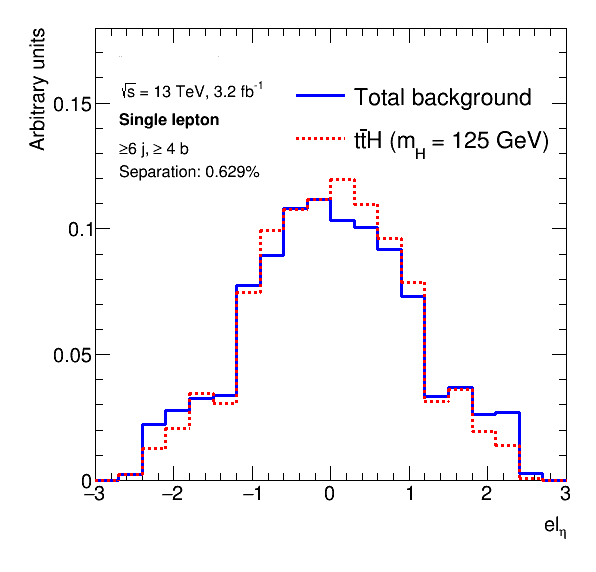 Arbitrary units
√s = 13 TeV, 3.2 fb⁻¹
Single lepton
≥6 j, ≥ 4 b
Separation: 0.629%
Total background
tt̄H (m_H = 125 GeV)
0.15
0.1
0.05
0
−3 −2 −1 0 1 2 3
el_η